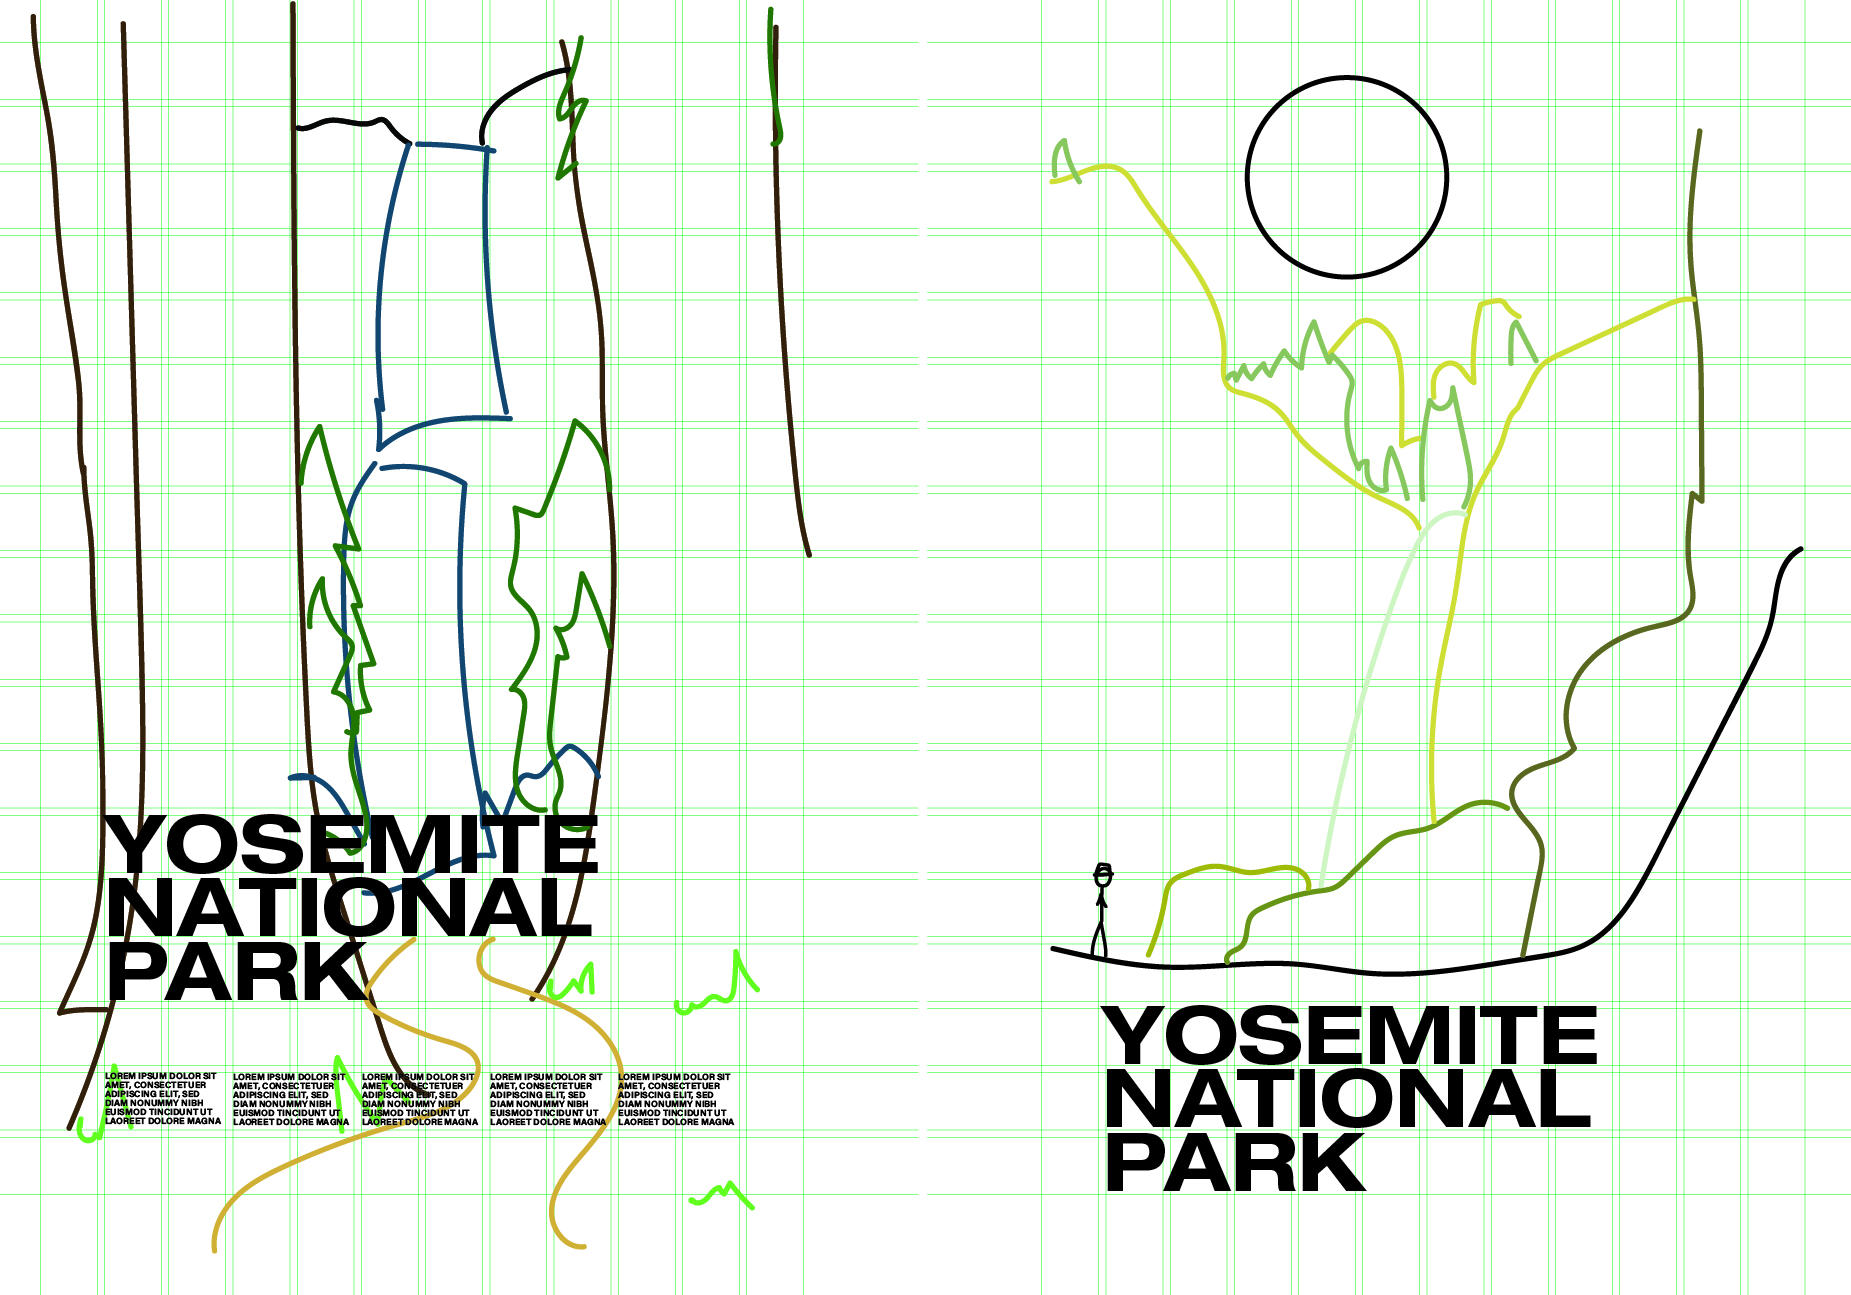 YOSEMITE
NATIONAL
PARK
LOREM IPSUM DOLOR SIT
AMET, CONSECTETUER
ADIPISCING ELIT, SED
DIAM NONUMMY NIBH
EUISMOD TINCIDUNT UT
LAOREET DOLORE MAGNA
LOREM IPSUM DOLOR SIT
AMET, CONSECTETUER
ADIPISCING ELIT, SED
DIAM NONUMMY NIBH
EUISMOD TINCIDUNT UT
LAOREET DOLORE MAGNA
LOREM IPSUM DOLOR SIT
AMET, CONSECTETUER
ADIPISCING ELIT, SED
DIAM NONUMMY NIBH
EUISMOD TINCIDUNT UT
LAOREET DOLORE MAGNA
LOREM IPSUM DOLOR SIT
AMET, CONSECTETUER
ADIPISCING ELIT, SED
DIAM NONUMMY NIBH
EUISMOD TINCIDUNT UT
LAOREET DOLORE MAGNA
LOREM IPSUM DOLOR SIT
AMET, CONSECTETUER
ADIPISCING ELIT, SED
DIAM NONUMMY NIBH
EUISMOD TINCIDUNT UT
LAOREET DOLORE MAGNA
YOSEMITE
NATIONAL
PARK